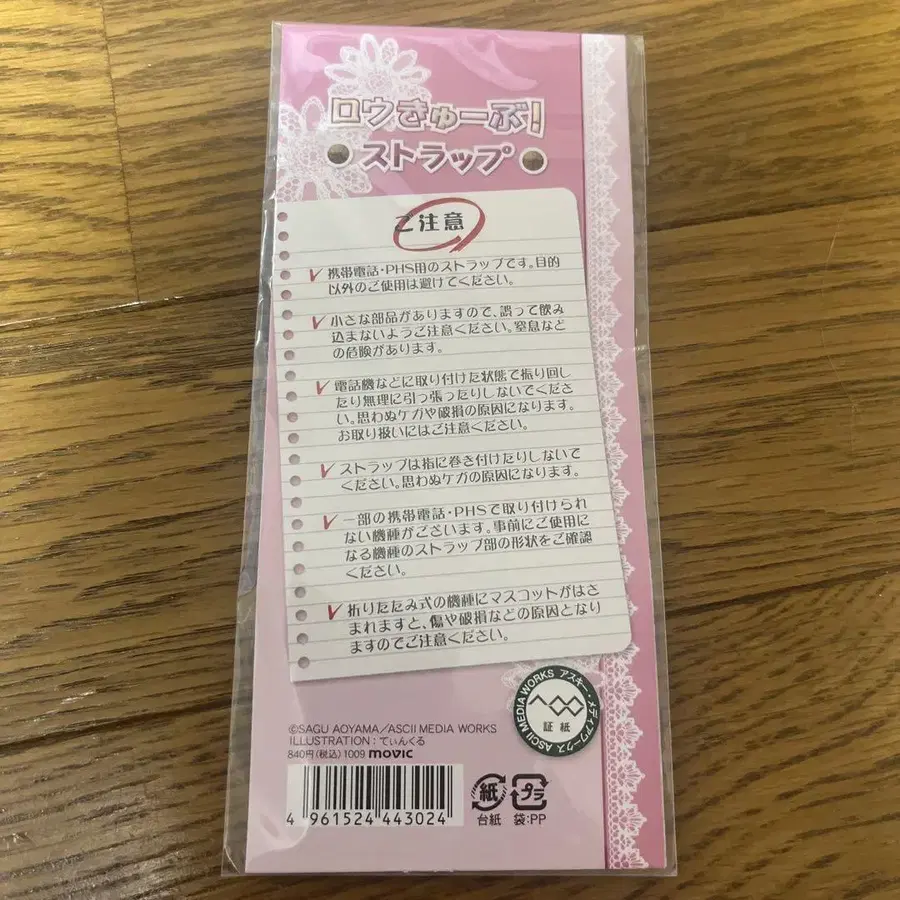 ロウきゅーぶ!
ストラップ
ご注意
携帯電話・PHS用のストラップです。目的
以外のご使用は避けてください。
小さな部品がありますので、誤って飲み
込まないようご注意ください。窒息など
の危険があります。
電話機などに取り付けた状態で振り回し
たり無理に引っ張ったりしないでくださ
い。思わぬケガや破損の原因になります。
お取り扱いにはご注意ください。
ストラップは指に巻き付けたりしないで
ください。思わぬケガの原因になります。
一部の携帯電話・PHSで取り付けられ
ない機種がございます。事前にご使用に
なる機種のストラップ部の形状をご確認
ください。
折りたたみ式の機種にマスコットがはさ
まれますと、傷や破損などの原因となり
ますのでご注意ください。
ASCII MEDIA WORKS アスキー・メディアワークス
証紙
©SAGU AOYAMA/ASCII MEDIA WORKS
ILLUSTRATION:てぃんくる
840円(税込)1009 movic
4 961524 443024
紙 プラ
台紙 袋:PP